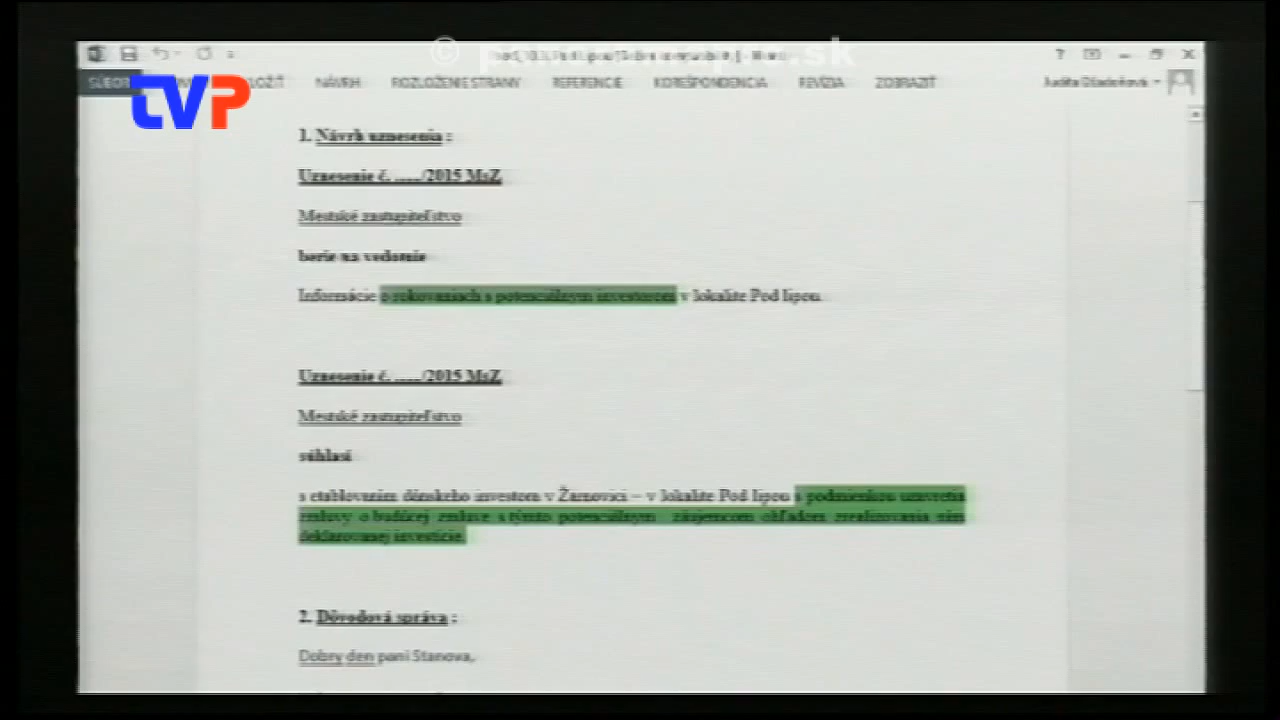 SÚBOR
NÁVRH ROZLOŽENIE STRANY REFERENCIE KOREŠPONDENCIA REVÍZIA ZOBRAZIŤ
TVP
1. Návrh uznesenia :
Uznesenie č. ....../2015 MsZ
Mestské zastupiteľstvo
berie na vedomie
Informácie o rokovaniach s potenciálnym investorom v lokalite Pod lipou.
Uznesenie č. ....../2015 MsZ
Mestské zastupiteľstvo
súhlasí
s etablovaním dánskeho investora v Žarnovici – v lokalite Pod lipou s podmienkou uzavretia
zmluvy o budúcej zmluve s týmto potenciálnym záujemcom ohľadom zrealizovania ním
deklarovanej investície.
2. Dôvodová správa :
Dobry den pani Stanova,